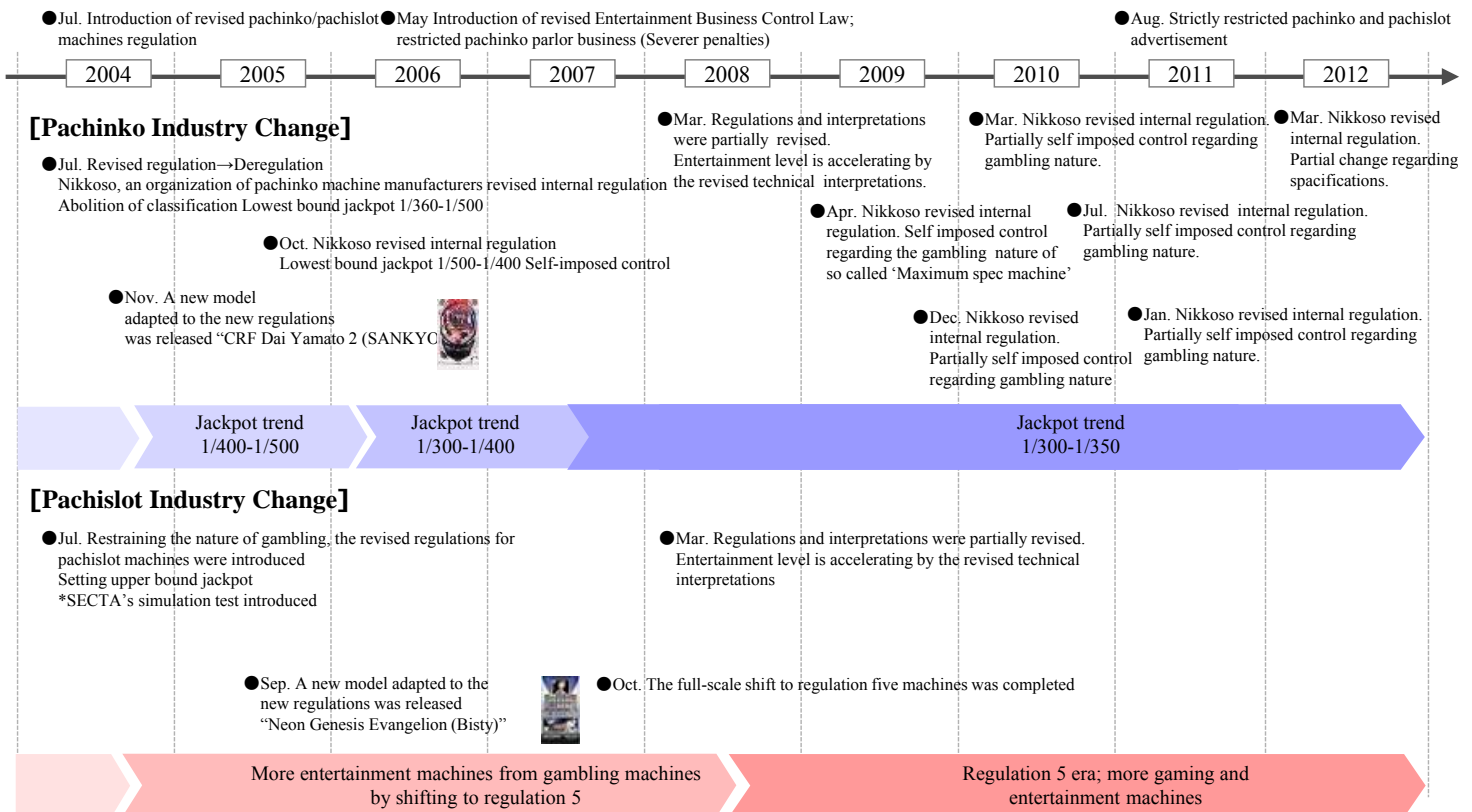 ●Jul. Introduction of revised pachinko/pachislot
machines regulation
●May Introduction of revised Entertainment Business Control Law;
restricted pachinko parlor business (Severer penalties)
●Aug. Strictly restricted pachinko and pachislot
advertisement
2004
2005
2006
2007
2008
2009
2010
2011
2012
[Pachinko Industry Change]
●Jul. Revised regulation→Deregulation
Nikkoso, an organization of pachinko machine manufacturers revised internal regulation
Abolition of classification Lowest bound jackpot 1/360-1/500
●Oct. Nikkoso revised internal regulation
Lowest bound jackpot 1/500-1/400 Self-imposed control
●Nov. A new model
adapted to the new regulations
was released “CRF Dai Yamato 2 (SANKYO
●Mar. Regulations and interpretations
were partially revised.
Entertainment level is accelerating by
the revised technical interpretations.
●Apr. Nikkoso revised internal
regulation. Self imposed control
regarding the gambling nature of
so called ‘Maximum spec machine’
●Dec. Nikkoso revised
internal regulation.
Partially self imposed control
regarding gambling nature
●Mar. Nikkoso revised internal regulation.
Partially self imposed control regarding
gambling nature.
●Jul. Nikkoso revised internal regulation.
Partially self imposed control regarding
gambling nature.
●Jan. Nikkoso revised internal regulation.
Partially self imposed control regarding
gambling nature.
●Mar. Nikkoso revised
internal regulation.
Partial change regarding
spacifications.
Jackpot trend
1/400-1/500
Jackpot trend
1/300-1/400
Jackpot trend
1/300-1/350
[Pachislot Industry Change]
●Jul. Restraining the nature of gambling, the revised regulations for
pachislot machines were introduced
Setting upper bound jackpot
*SECTA’s simulation test introduced
●Mar. Regulations and interpretations were partially revised.
Entertainment level is accelerating by the revised technical
interpretations
●Sep. A new model adapted to the
new regulations was released
“Neon Genesis Evangelion (Bisty)”
●Oct. The full-scale shift to regulation five machines was completed
More entertainment machines from gambling machines
by shifting to regulation 5
Regulation 5 era; more gaming and
entertainment machines